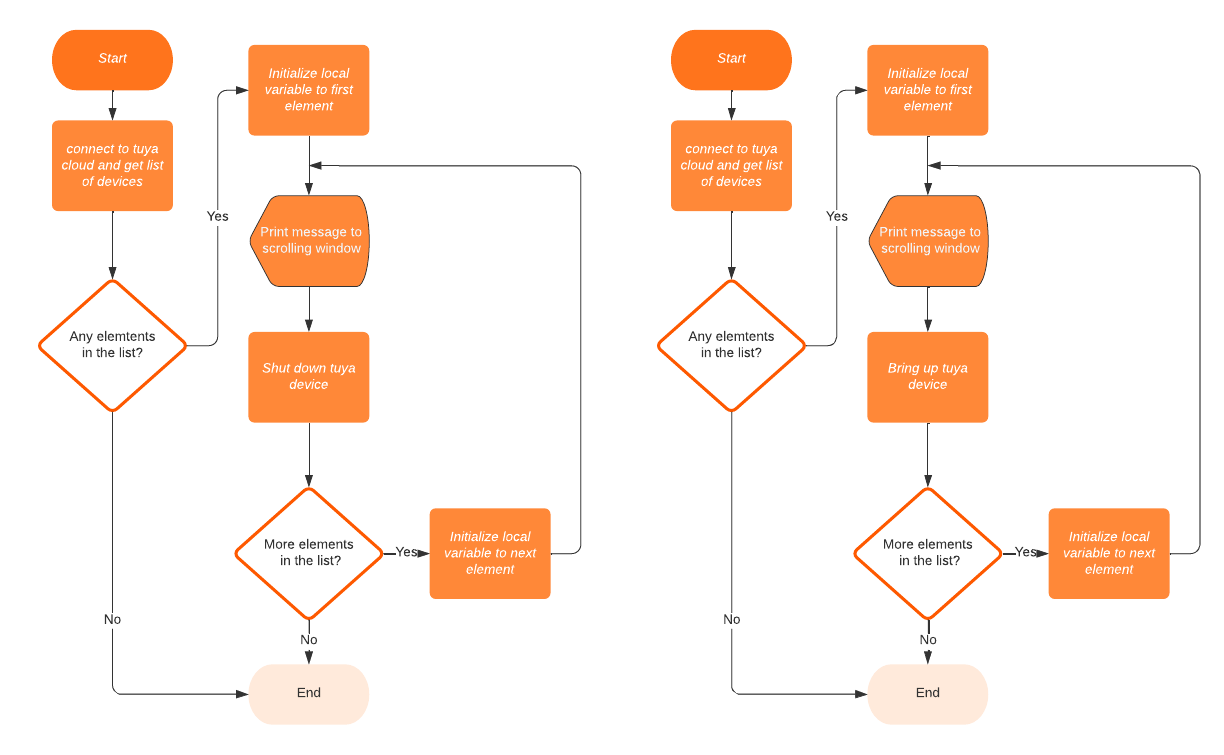 Start
connect to tuya
cloud and get list
of devices
Any elemtents
in the list?
Yes
No
Initialize local
variable to first
element
Print message to
scrolling window
Shut down tuya
device
More elements
in the list?
Yes
Initialize local
variable to next
element
No
End
Start
connect to tuya
cloud and get list
of devices
Any elemtents
in the list?
Yes
No
Initialize local
variable to first
element
Print message to
scrolling window
Bring up tuya
device
More elements
in the list?
Yes
Initialize local
variable to next
element
No
End